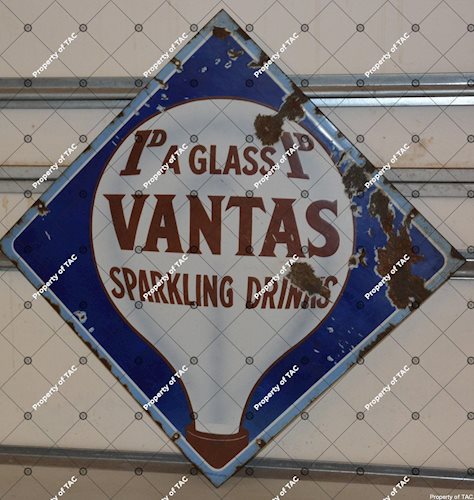 1D A GLASS 1D
VANTAS
SPARKLING DRINKS
Property of TAC